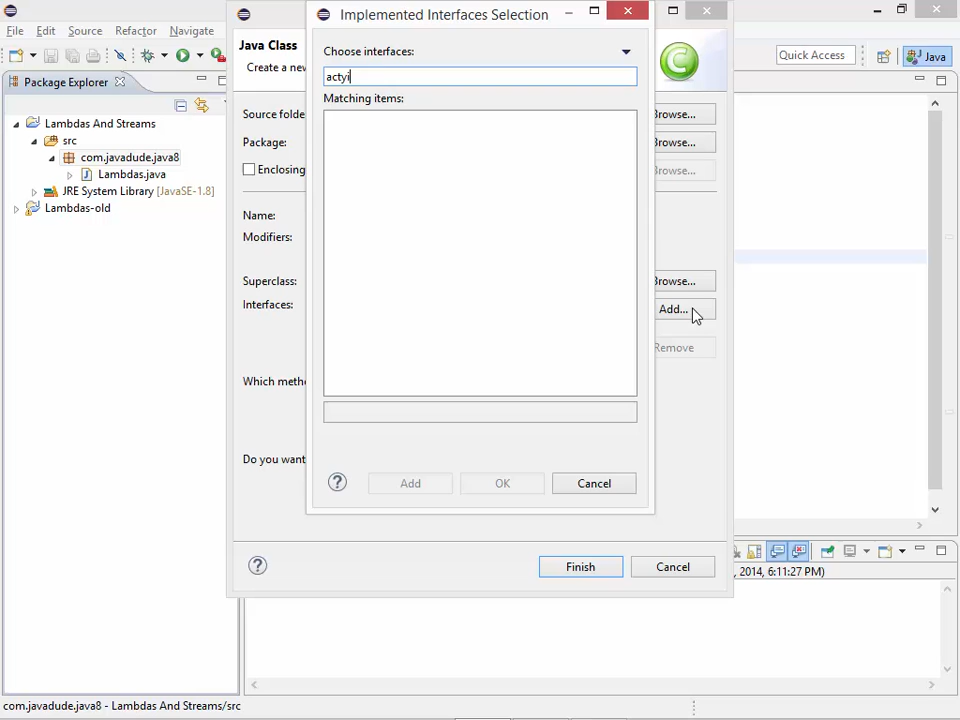 Implemented Interfaces Selection
File Edit Source Refactor Navigate
Java Class
Create a new
Choose interfaces:
actyi
Matching items:
Quick Access
Java
Package Explorer
Lambdas And Streams
src
com.javadude.java8
Lambdas.java
JRE System Library [JavaSE-1.8]
Lambdas-old
Source folde
Browse...
Package:
Browse...
Enclosing
Browse...
Name:
Modifiers:
Superclass:
Browse...
Interfaces:
Add...
Remove
Which meth
Do you want
Add
OK
Cancel
Finish
Cancel
, 2014, 6:11:27 PM)
com.javadude.java8 - Lambdas And Streams/src